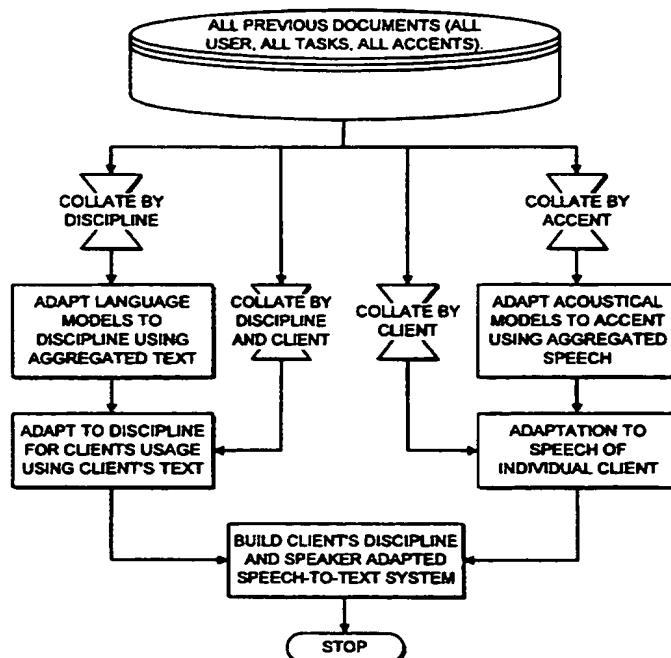 ALL PREVIOUS DOCUMENTS (ALL
USER, ALL TASKS, ALL ACCENTS).
COLLATE BY
DISCIPLINE
COLLATE BY
ACCENT
ADAPT LANGUAGE
MODELS TO
DISCIPLINE USING
AGGREGATED TEXT
COLLATE BY
DISCIPLINE
AND CLIENT
COLLATE BY
CLIENT
ADAPT ACOUSTICAL
MODELS TO ACCENT
USING AGGREGATED
SPEECH
ADAPT TO DISCIPLINE
FOR CLIENTS USAGE
USING CLIENT'S TEXT
ADAPTATION TO
SPEECH OF
INDIVIDUAL CLIENT
BUILD CLIENT'S DISCIPLINE
AND SPEAKER ADAPTED
SPEECH-TO-TEXT SYSTEM
STOP